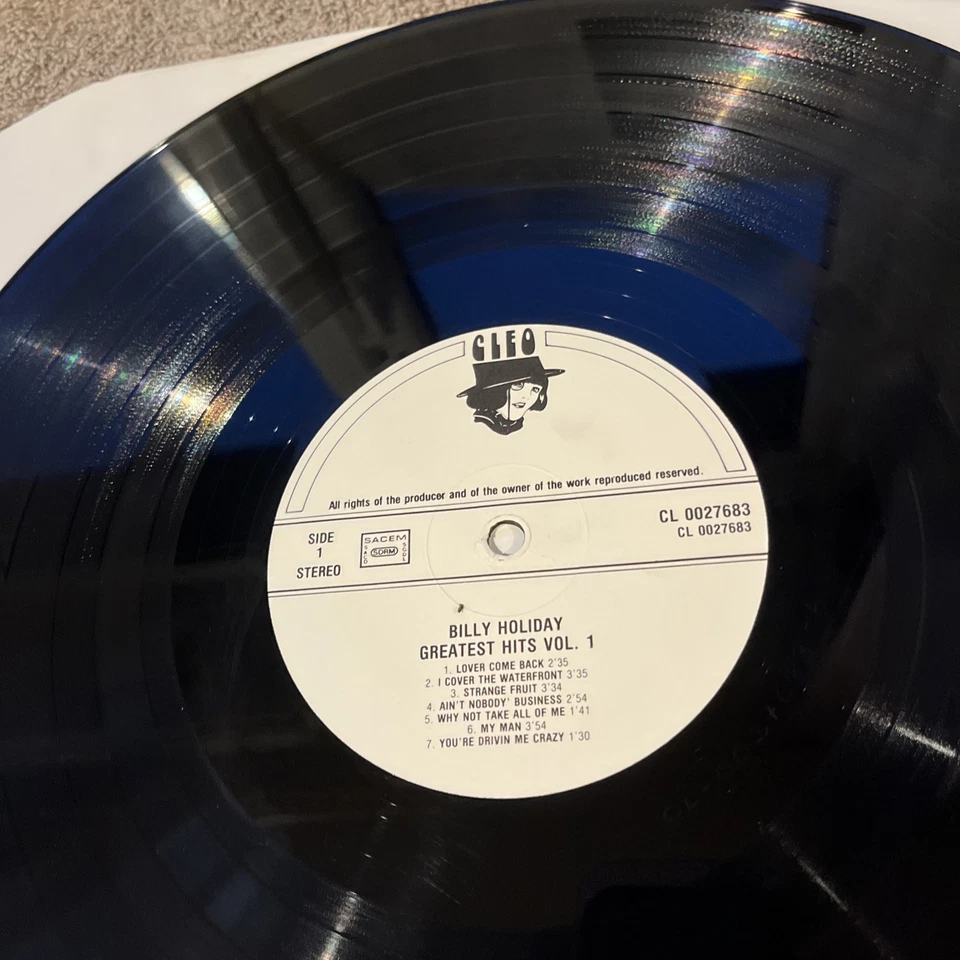 CLEO
All rights of the producer and of the owner of the work reproduced reserved.
SIDE
1
STEREO
SACEM
SACD
SDRM
SCDL
CL 0027683
CL 0027683
BILLY HOLIDAY
GREATEST HITS VOL. 1
1. LOVER COME BACK 2'35
2. I COVER THE WATERFRONT 3'35
3. STRANGE FRUIT 3'34
4. AIN'T NOBODY' BUSINESS 2'54
5. WHY NOT TAKE ALL OF ME 1'41
6. MY MAN 3'54
7. YOU'RE DRIVIN ME CRAZY 1'30